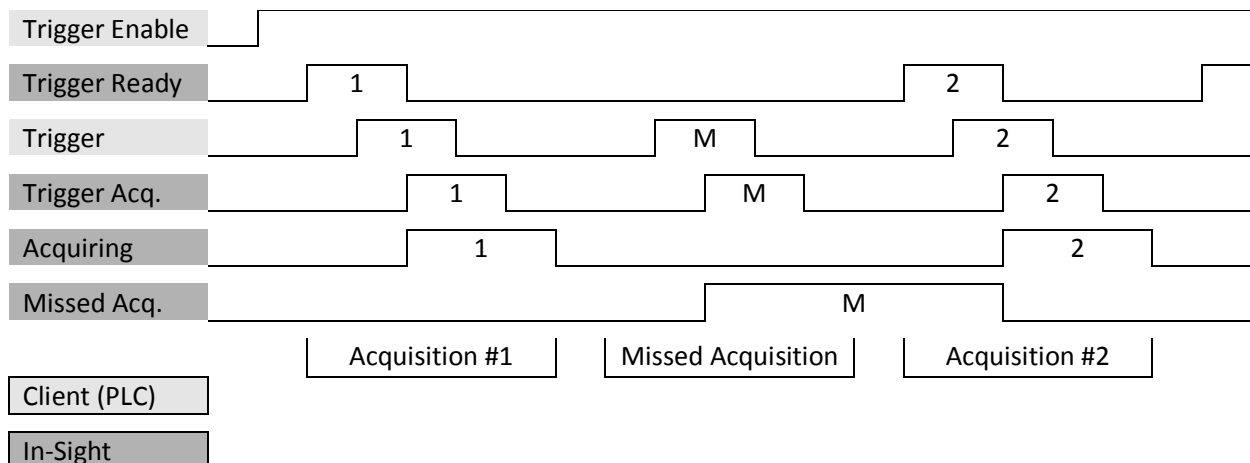 Trigger Enable
Trigger Ready 1 2
Trigger 1 M 2
Trigger Acq. 1 M 2
Acquiring 1 2
Missed Acq. M
Acquisition #1 Missed Acquisition Acquisition #2
Client (PLC)
In-Sight